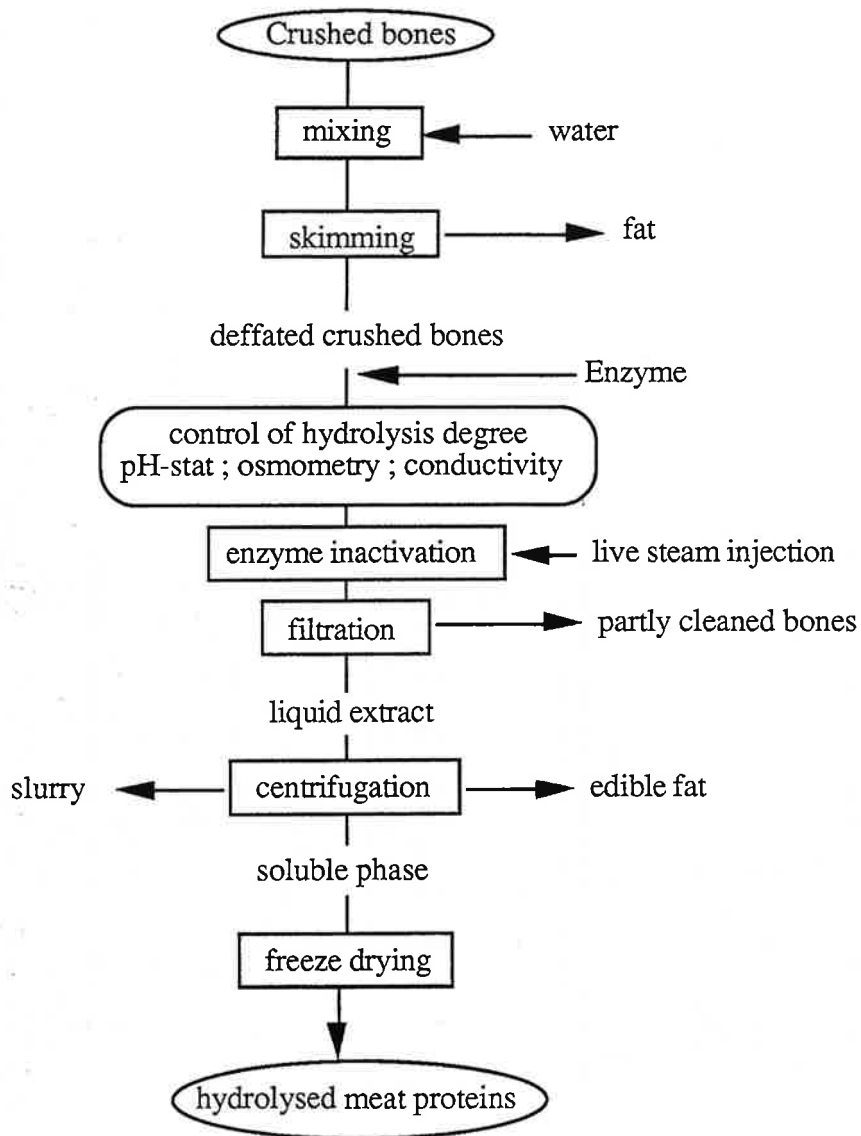 Crushed bones
mixing
water
skimming
fat
deffated crushed bones
Enzyme
control of hydrolysis degree
pH-stat ; osmometry ; conductivity
enzyme inactivation
live steam injection
filtration
partly cleaned bones
liquid extract
slurry
centrifugation
edible fat
soluble phase
freeze drying
hydrolysed meat proteins